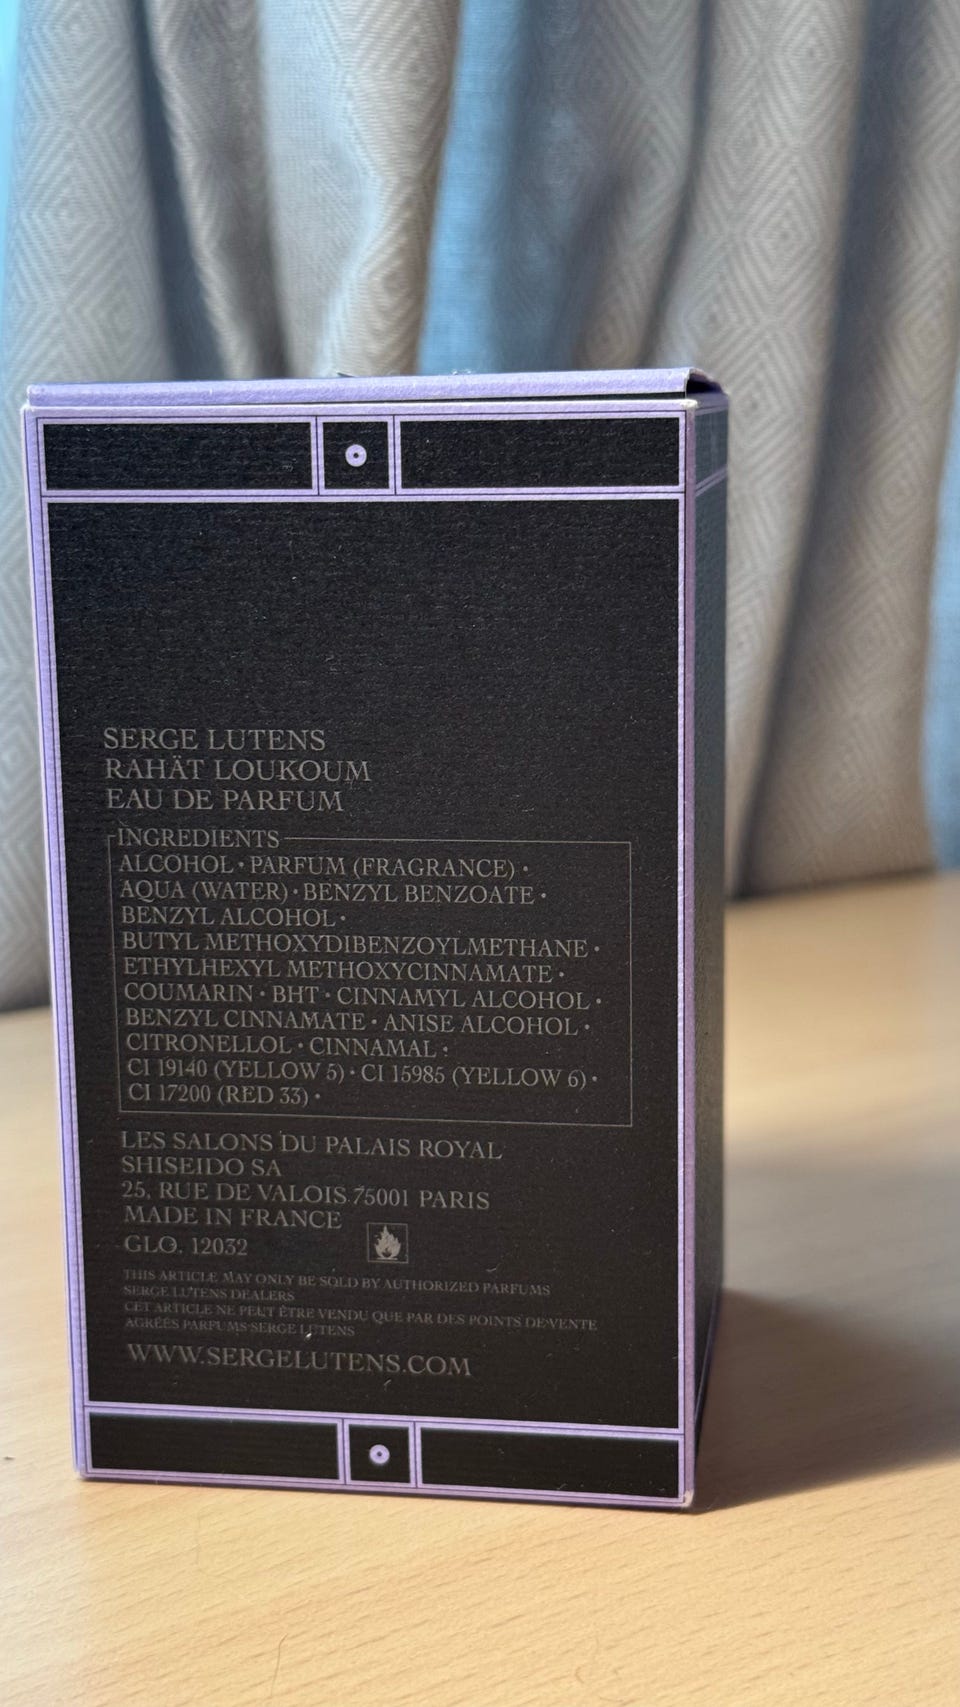 SERGE LUTENS
RAHÄT LOUKOUM
EAU DE PARFUM
INGREDIENTS
ALCOHOL • PARFUM (FRAGRANCE) •
AQUA (WATER) • BENZYL BENZOATE •
BENZYL ALCOHOL •
BUTYL METHOXYDIBENZOYLMETHANE •
ETHYLHEXYL METHOXYCINNAMATE •
COUMARIN • BHT • CINNAMYL ALCOHOL •
BENZYL CINNAMATE • ANISE ALCOHOL •
CITRONELLOL • CINNAMAL •
CI 19140 (YELLOW 5) • CI 15985 (YELLOW 6) •
CI 17200 (RED 33) •
LES SALONS DU PALAIS ROYAL
SHISEIDO SA
25, RUE DE VALOIS 75001 PARIS
MADE IN FRANCE
GLO. 12032
THIS ARTICLE MAY ONLY BE SOLD BY AUTHORIZED PARFUMS
SERGE LUTENS DEALERS
CET ARTICLE NE PEUT ÊTRE VENDU QUE PAR DES POINTS DE VENTE
AGRÉÉS PARFUMS SERGE LUTENS
WWW.SERGELUTENS.COM